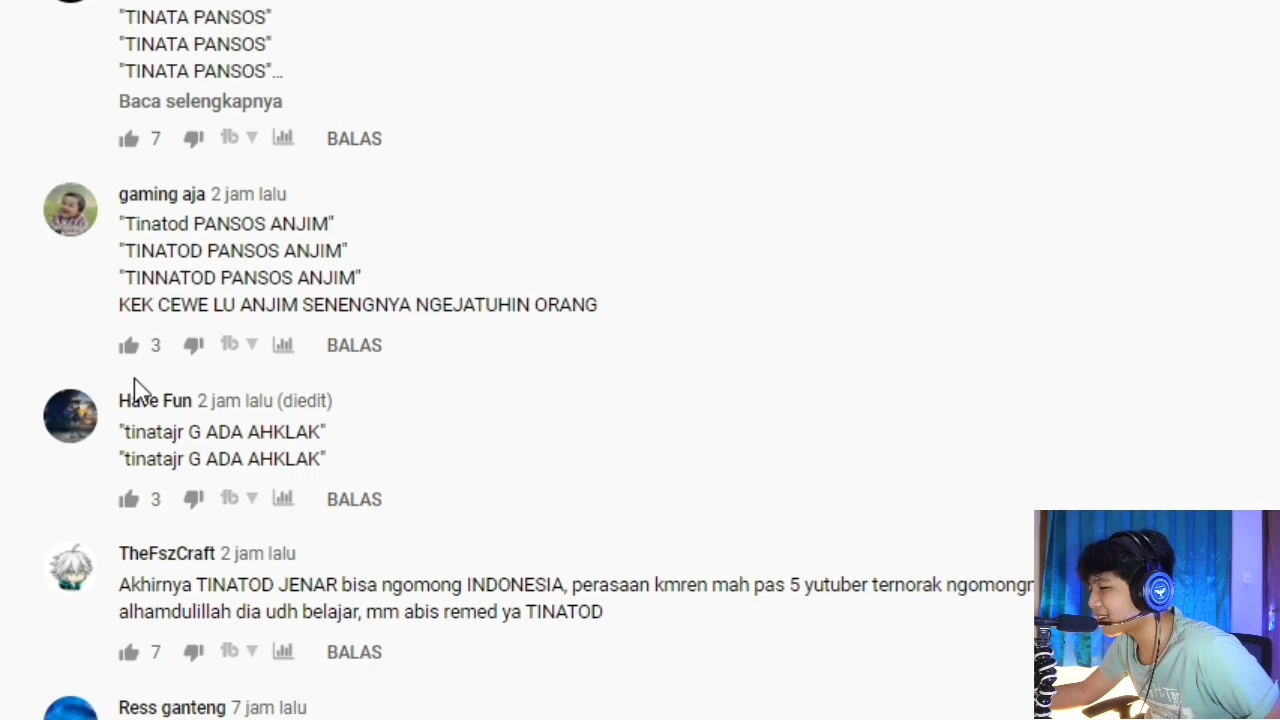 "TINATA PANSOS"
"TINATA PANSOS"
"TINATA PANSOS"...
Baca selengkapnya
7 BALAS
gaming aja 2 jam lalu
"Tinatod PANSOS ANJIM"
"TINATOD PANSOS ANJIM"
"TINNATOD PANSOS ANJIM"
KEK CEWE LU ANJIM SENENGNYA NGEJATUHIN ORANG
3 BALAS
Have Fun 2 jam lalu (diedit)
"tinatajr G ADA AHKLAK"
"tinatajr G ADA AHKLAK"
3 BALAS
TheFszCraft 2 jam lalu
Akhirnya TINATOD JENAR bisa ngomong INDONESIA, perasaan kmren mah pas 5 yutuber ternorak
alhamdulillah dia udh belajar, mm abis remed ya TINATOD
7 BALAS
Ress ganteng 7 jam lalu